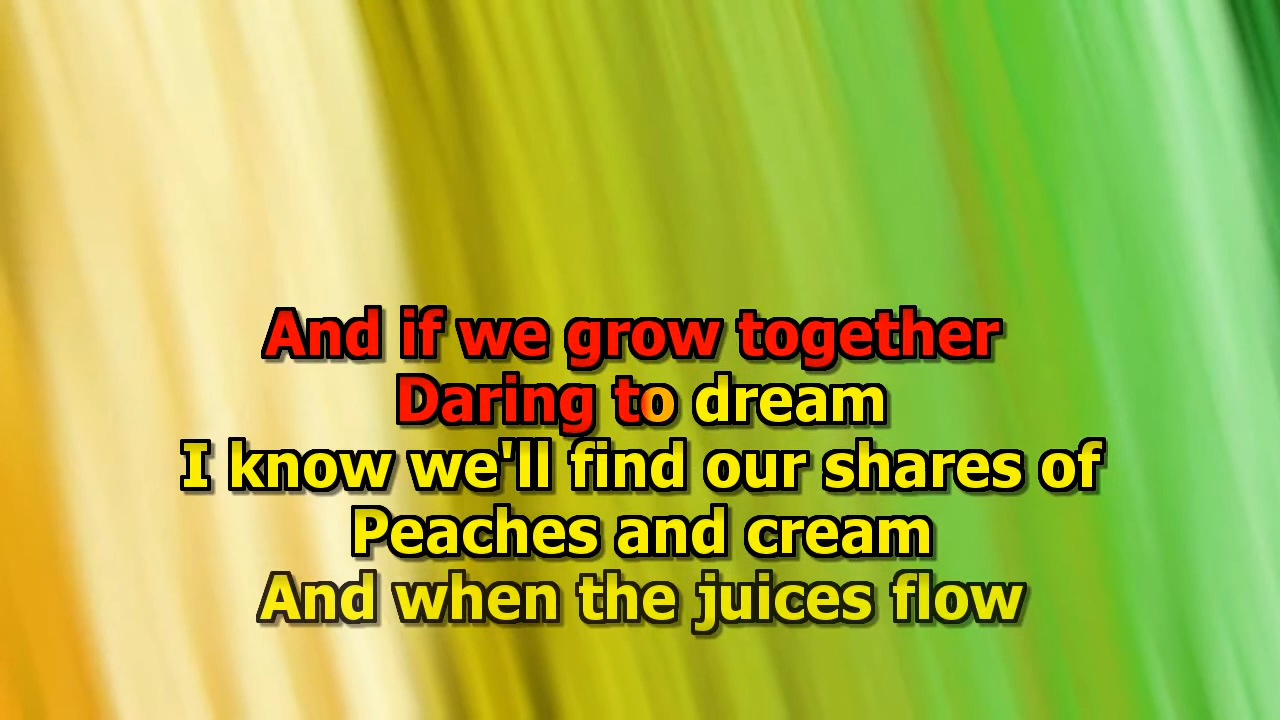 And if we grow together
Daring to dream
I know we'll find our shares of
Peaches and cream
And when the juices flow